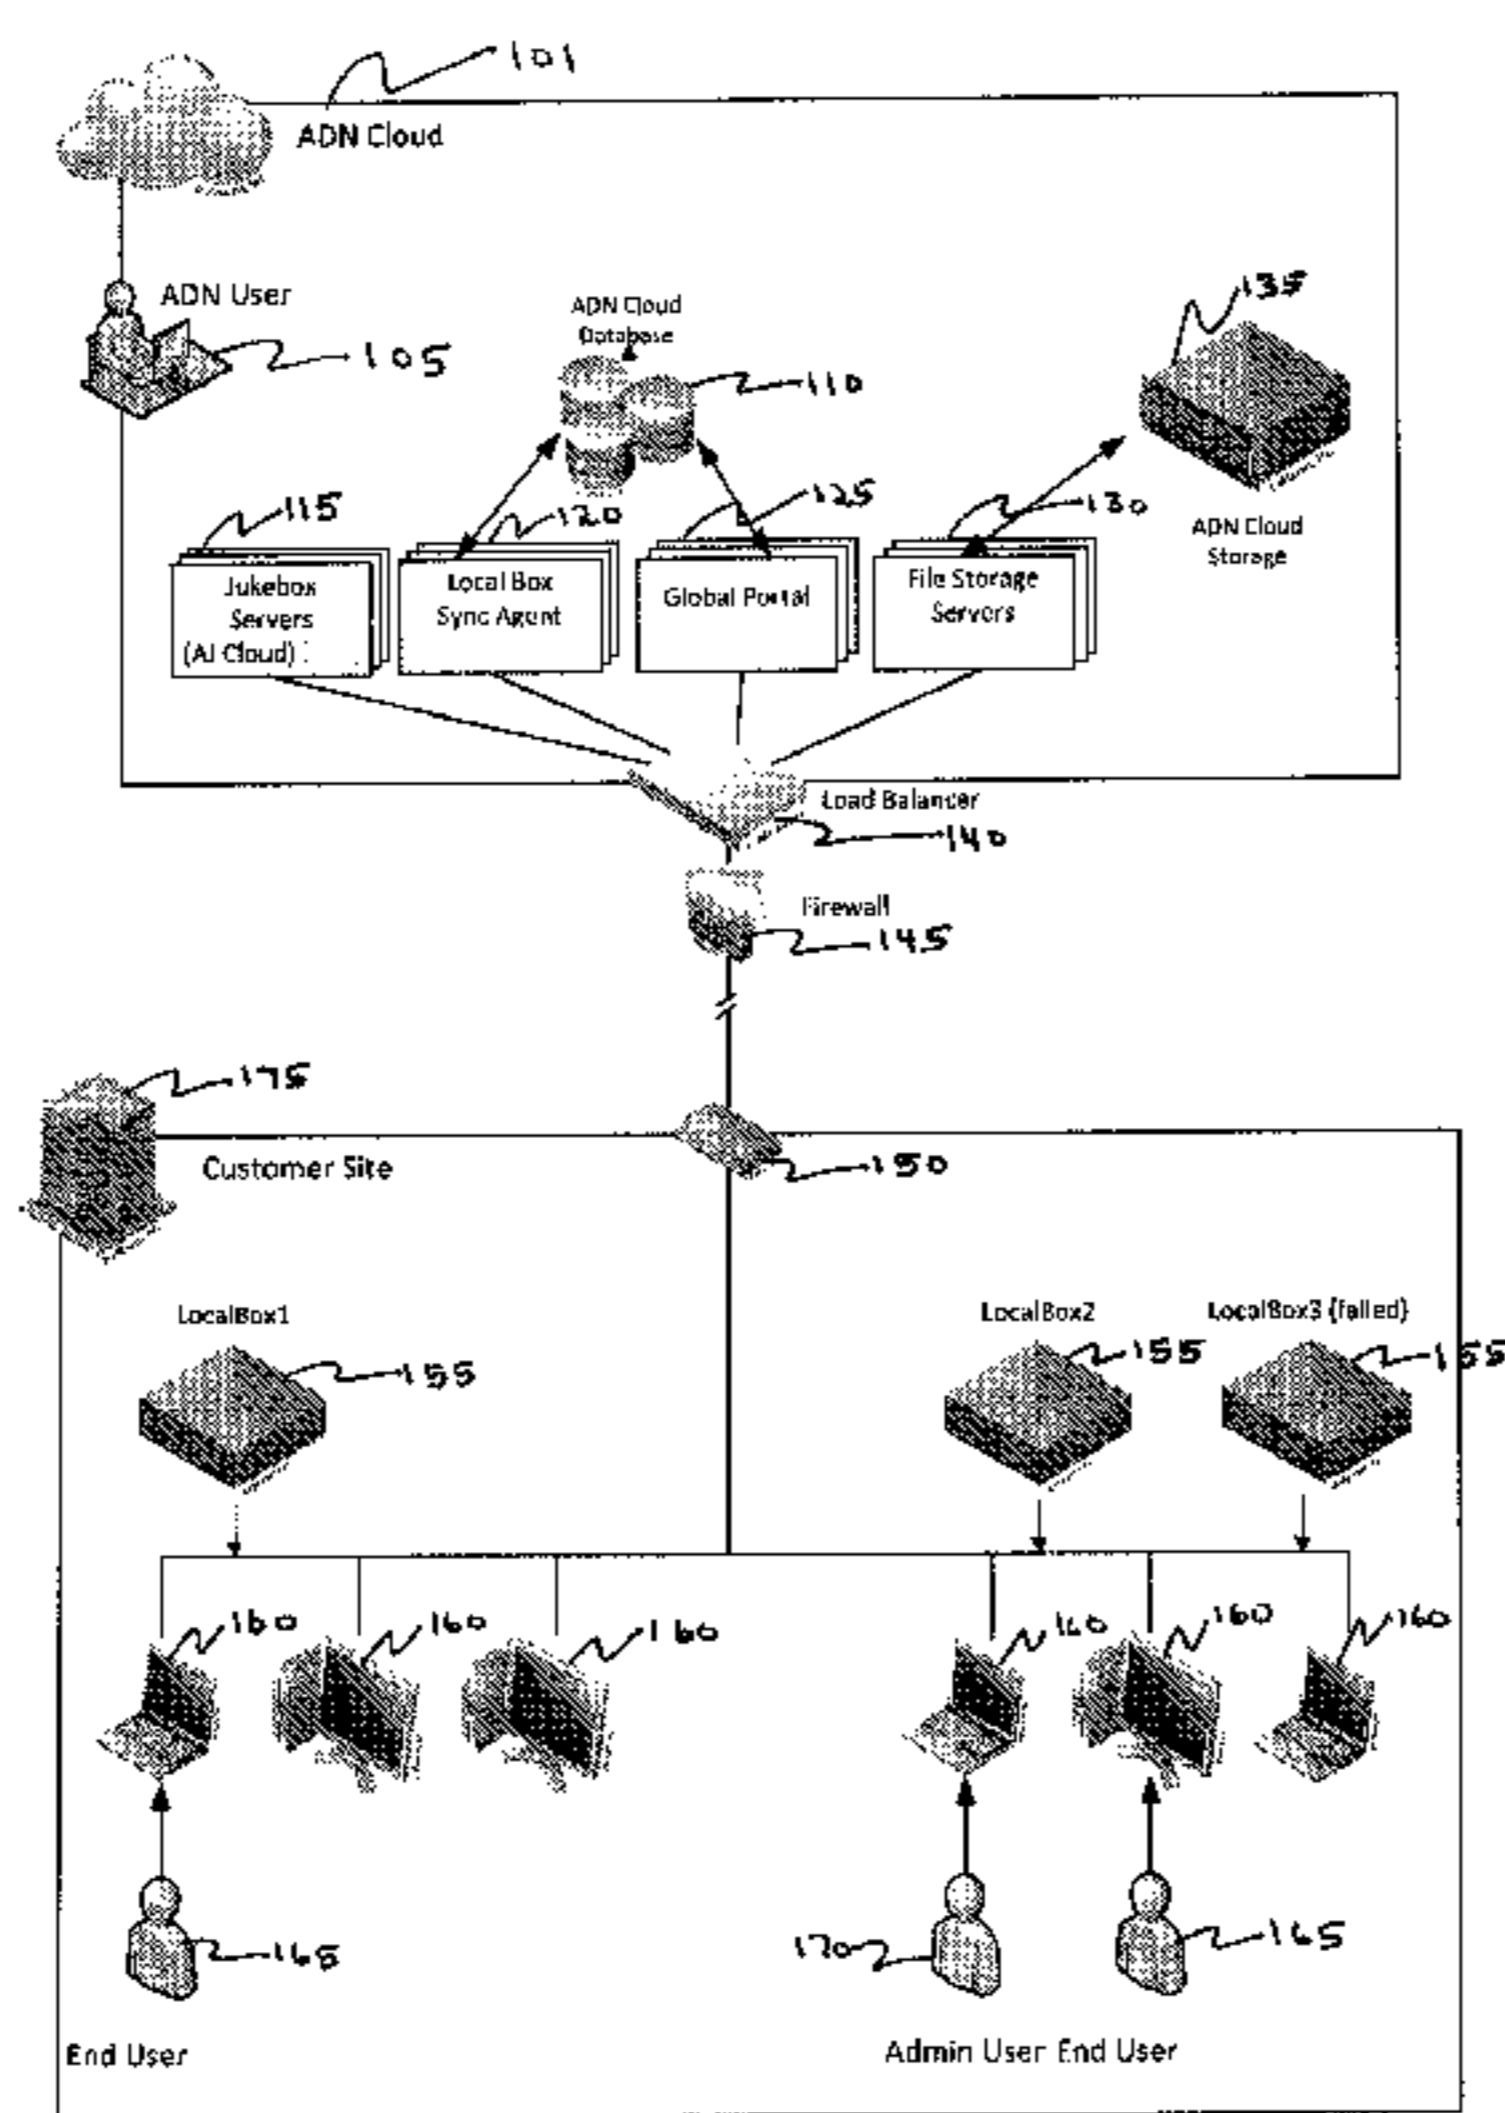 101
ADN Cloud
ADN User
105
ADN Cloud
Database
110
135
ADN Cloud
Storage
115
120
125
130
Jukebox
Servers
(AJ Cloud)
Local Box
Sync Agent
Global Portal
File Storage
Servers
Load Balancer
140
Firewall
145
175
Customer Site
150
LocalBox1
155
LocalBox2
155
LocalBox3 (failed)
155
160
160
160
160
160
160
165
170
165
End User
Admin User End User